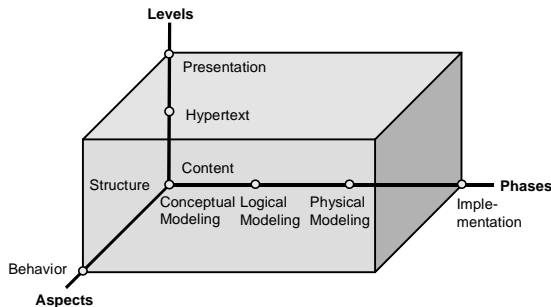 Levels
Presentation
Hypertext
Content
Structure
Phases
Conceptual Modeling
Logical Modeling
Physical Modeling
Imple-
mentation
Behavior
Aspects